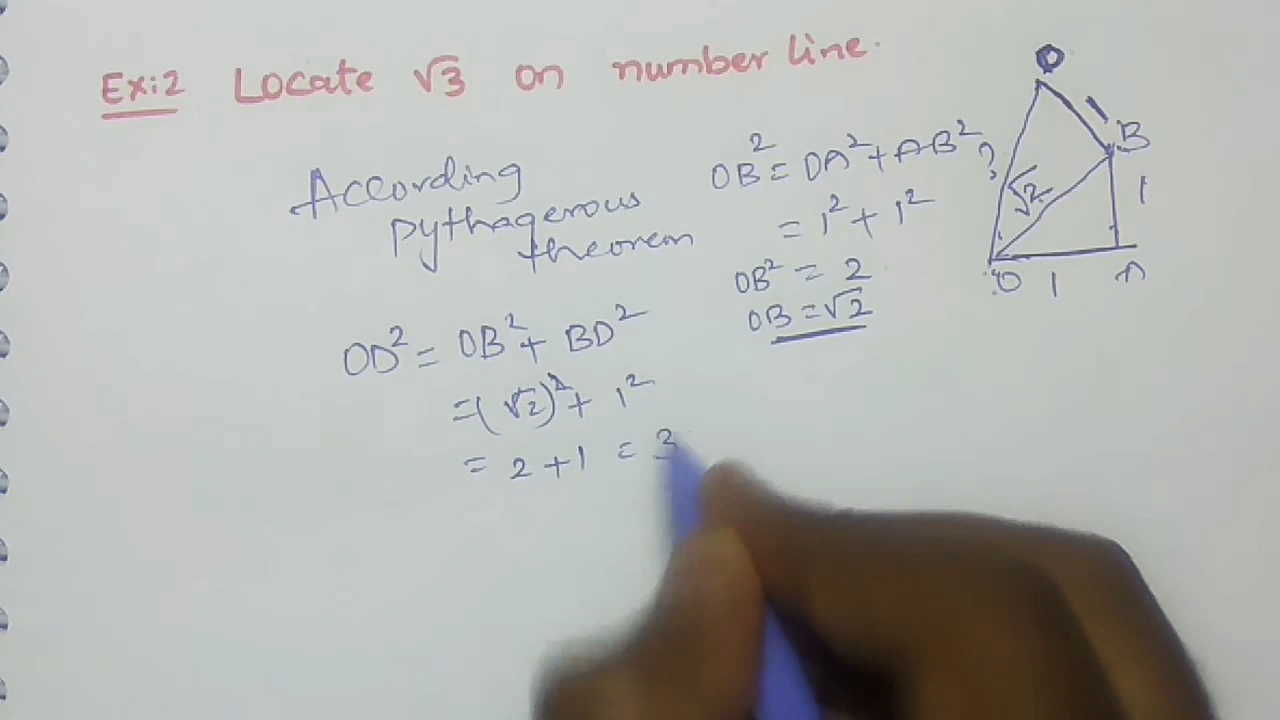 Ex:2 Locate √3 on number line.
According
pythagerous
theorem
OB² = OA² + AB²
= 1² + 1²
OB² = 2
OB = √2
OD² = OB² + BD²
= (√2)² + 1²
= 2 + 1 = 3
D
B
?
√2
1
O 1 A